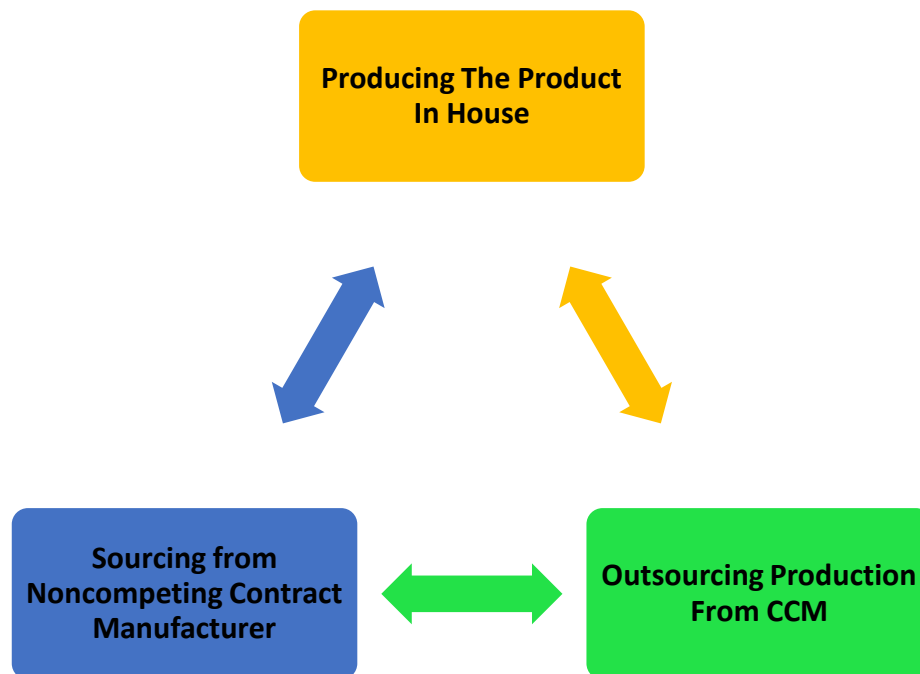 Producing The Product
In House
Sourcing from
Noncompeting Contract
Manufacturer
Outsourcing Production
From CCM